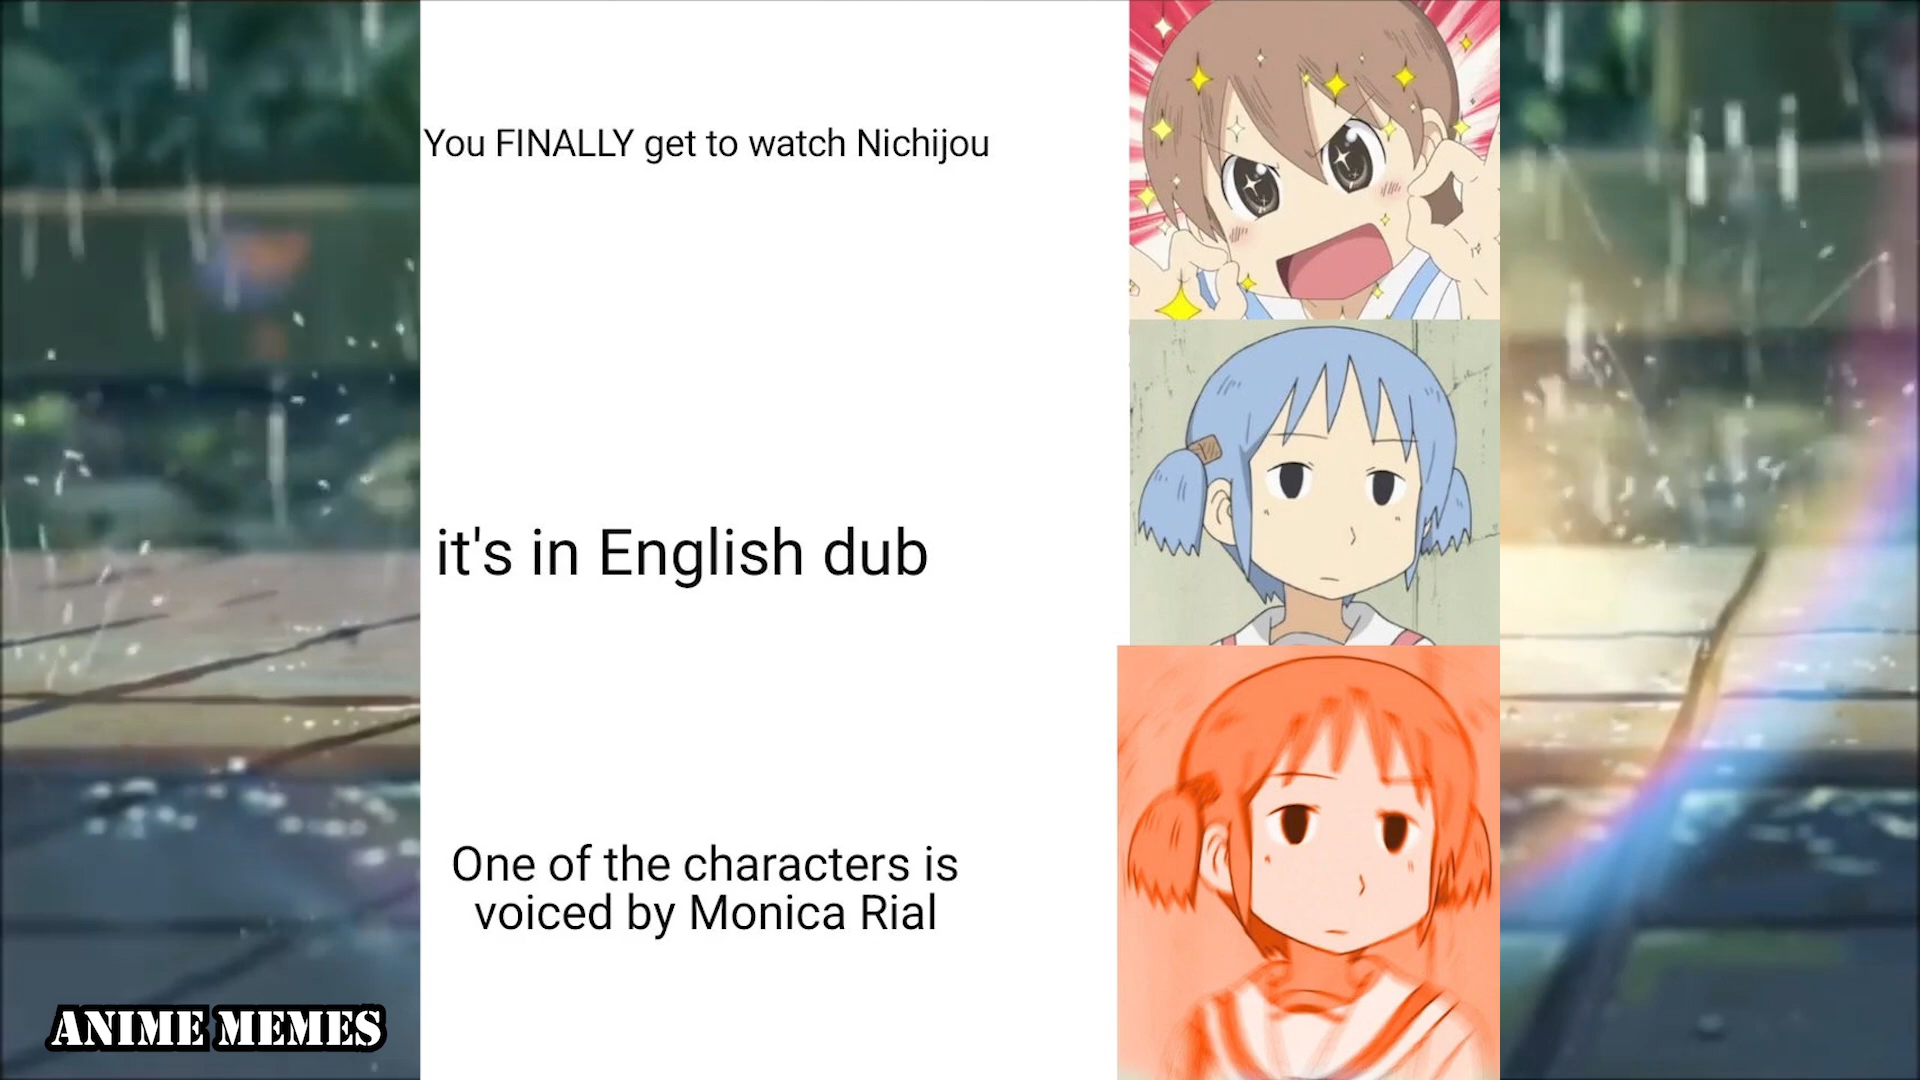 You FINALLY get to watch Nichijou
it's in English dub
One of the characters is
voiced by Monica Rial
ANIME MEMES